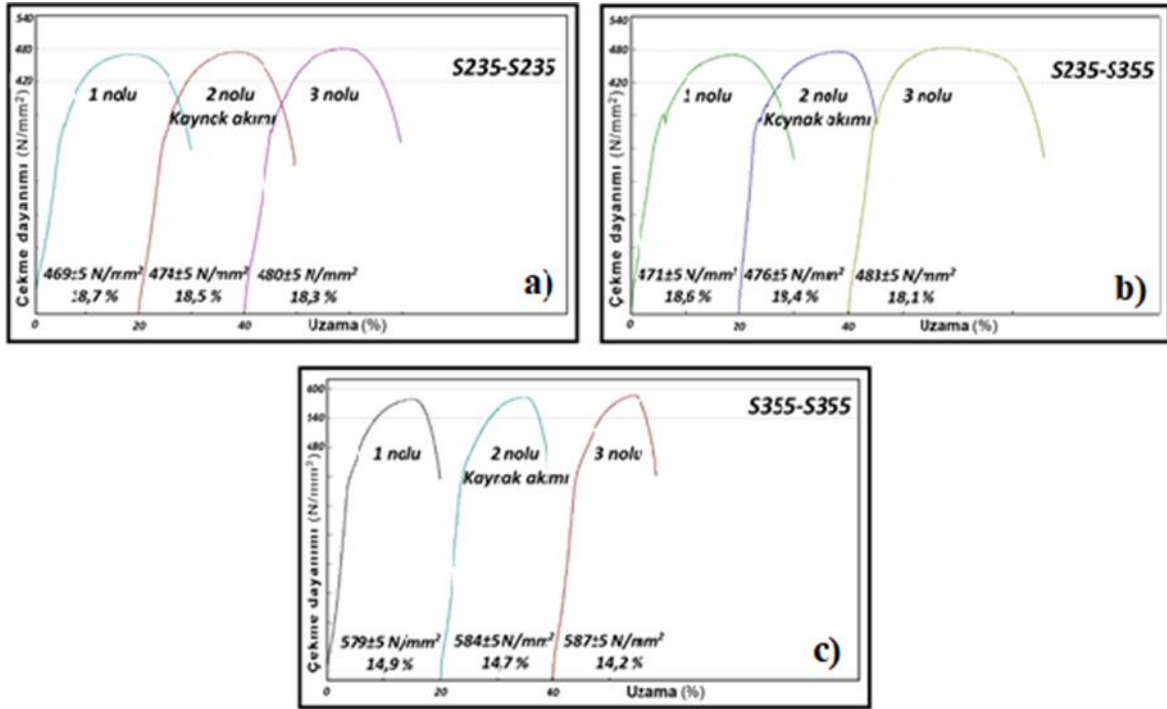 540
480
420
S235-S235
1 nolu
2 nolu
3 nolu
Kaynak akımı
Çekme dayanımı (N/mm²)
469±5 N/mm²
474±5 N/mm²
480±5 N/mm²
18,7 %
18,5 %
18,3 %
a)
0
20
40
Uzama (%)
540
480
420
S235-S355
1 nolu
2 nolu
3 nolu
Kaynak akımı
Çekme dayanımı (N/mm²)
471±5 N/mm²
476±5 N/mm²
483±5 N/mm²
18,6 %
18,1 %
b)
0
20
40
Uzama (%)
600
540
480
S355-S355
1 nolu
2 nolu
3 nolu
Kaynak akımı
Çekme dayanımı (N/mm²)
579±5 N/mm²
584±5 N/mm²
587±5 N/mm²
14,9 %
14,7 %
14,2 %
c)
0
20
40
Uzama (%)